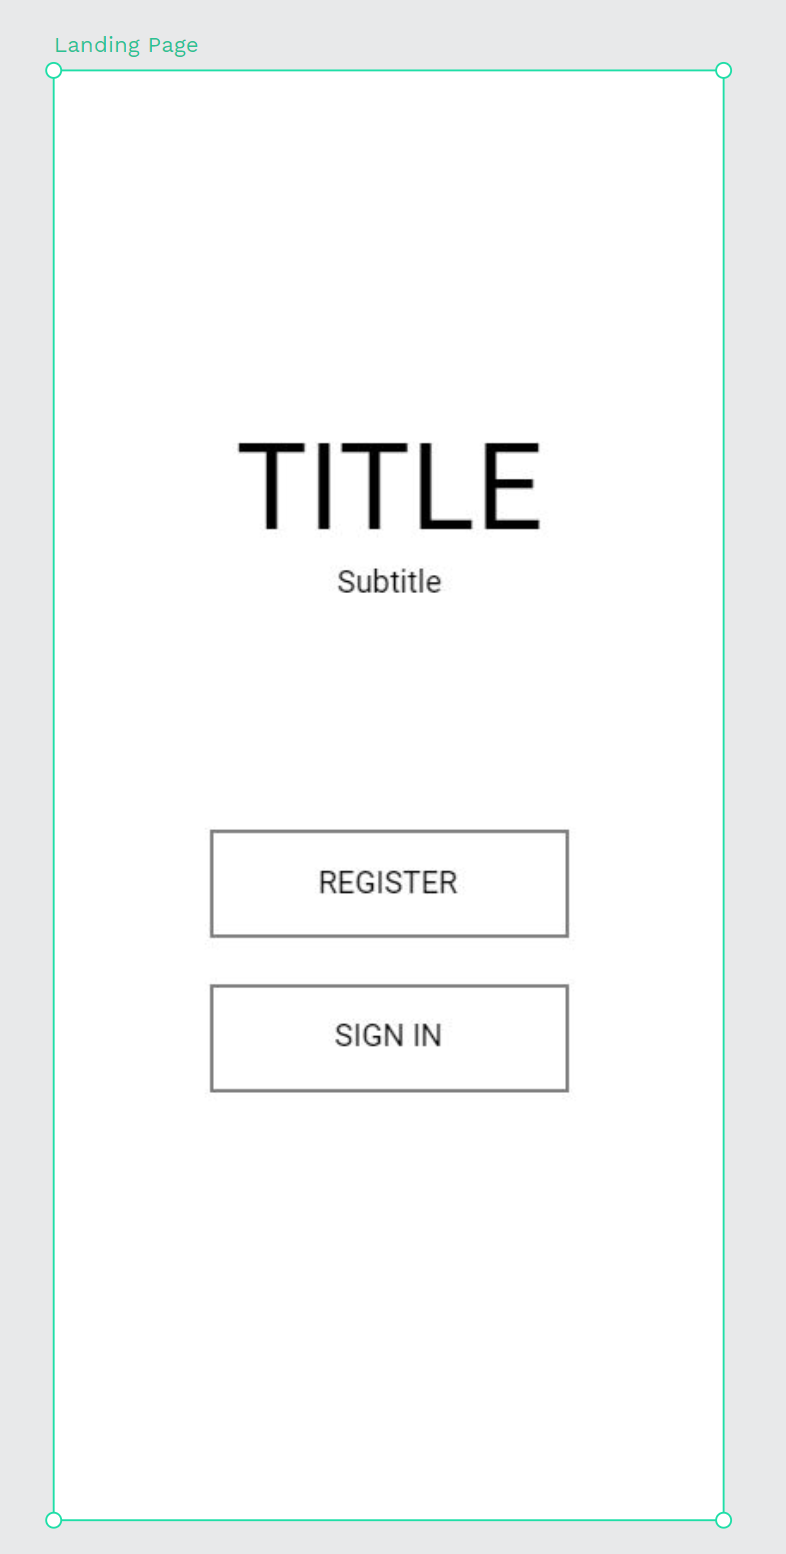 Landing Page
TITLE
Subtitle
REGISTER
SIGN IN